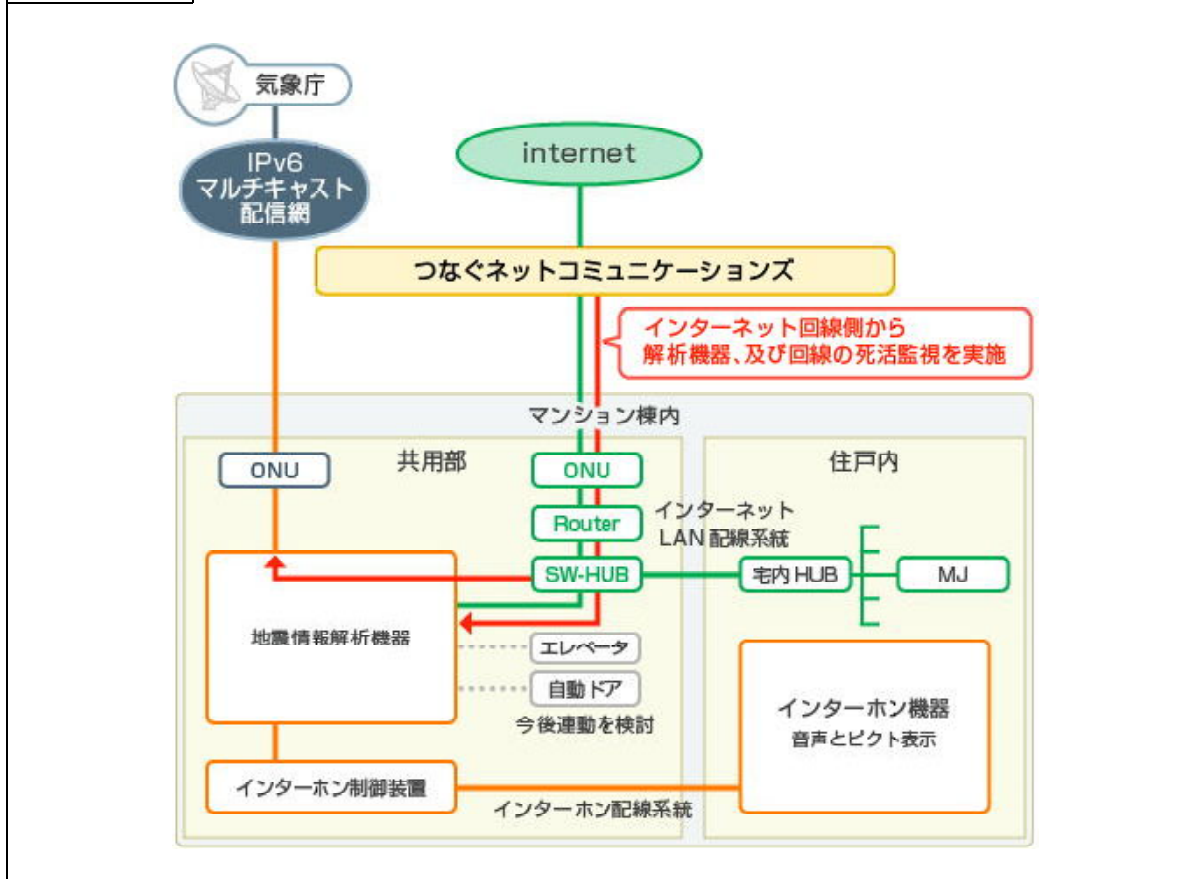 気象庁
IPv6
マルチキャスト
配信網
internet
つなぐネットコミュニケーションズ
インターネット回線側から
解析機器、及び回線の死活監視を実施
マンション棟内
共用部
住戸内
ONU
ONU
Router
インターネット
LAN 配線系統
SW-HUB
宅内 HUB
MJ
地震情報解析機器
エレベータ
自動ドア
今後連動を検討
インターホン機器
音声とピクト表示
インターホン制御装置
インターホン配線系統